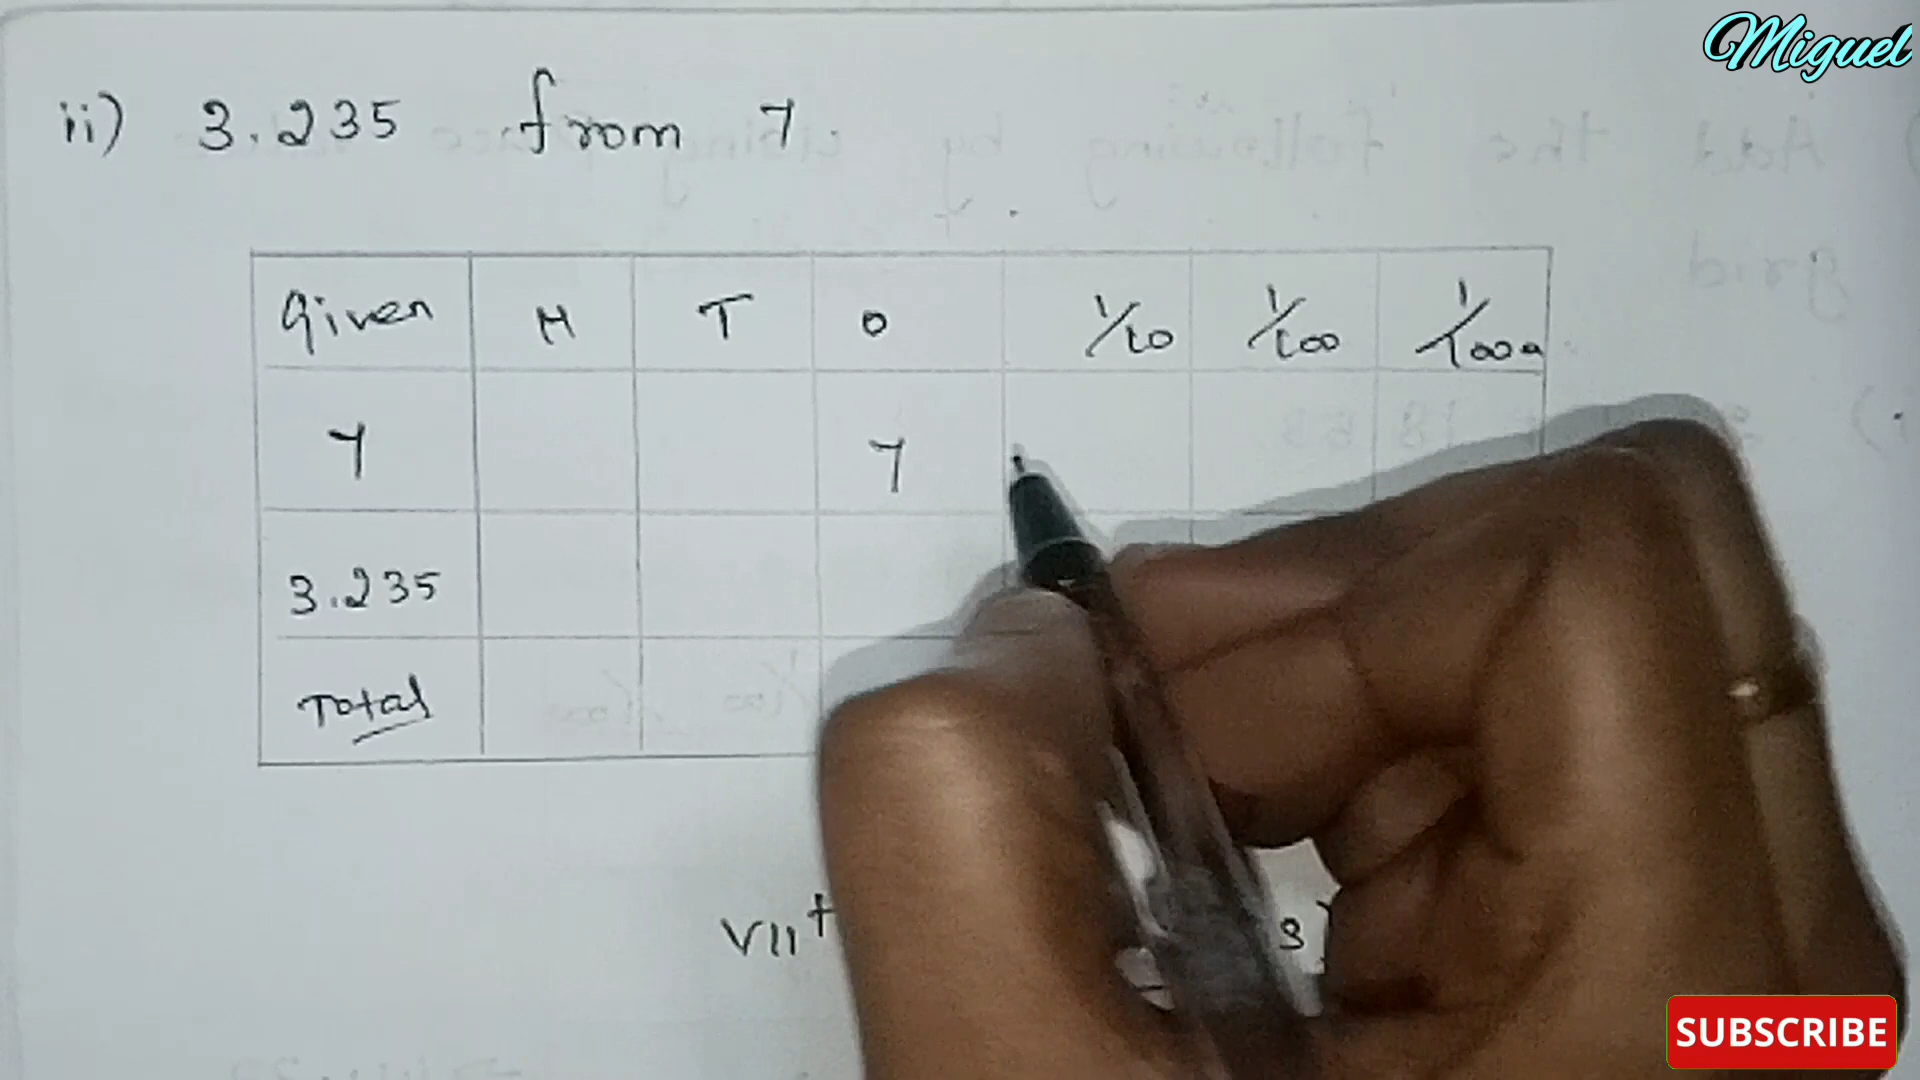 Miguel
ii) 3.235 from 7.
Given H T O 1/10 1/100 1/1000
7 7
3.235
Total
VII
SUBSCRIBE